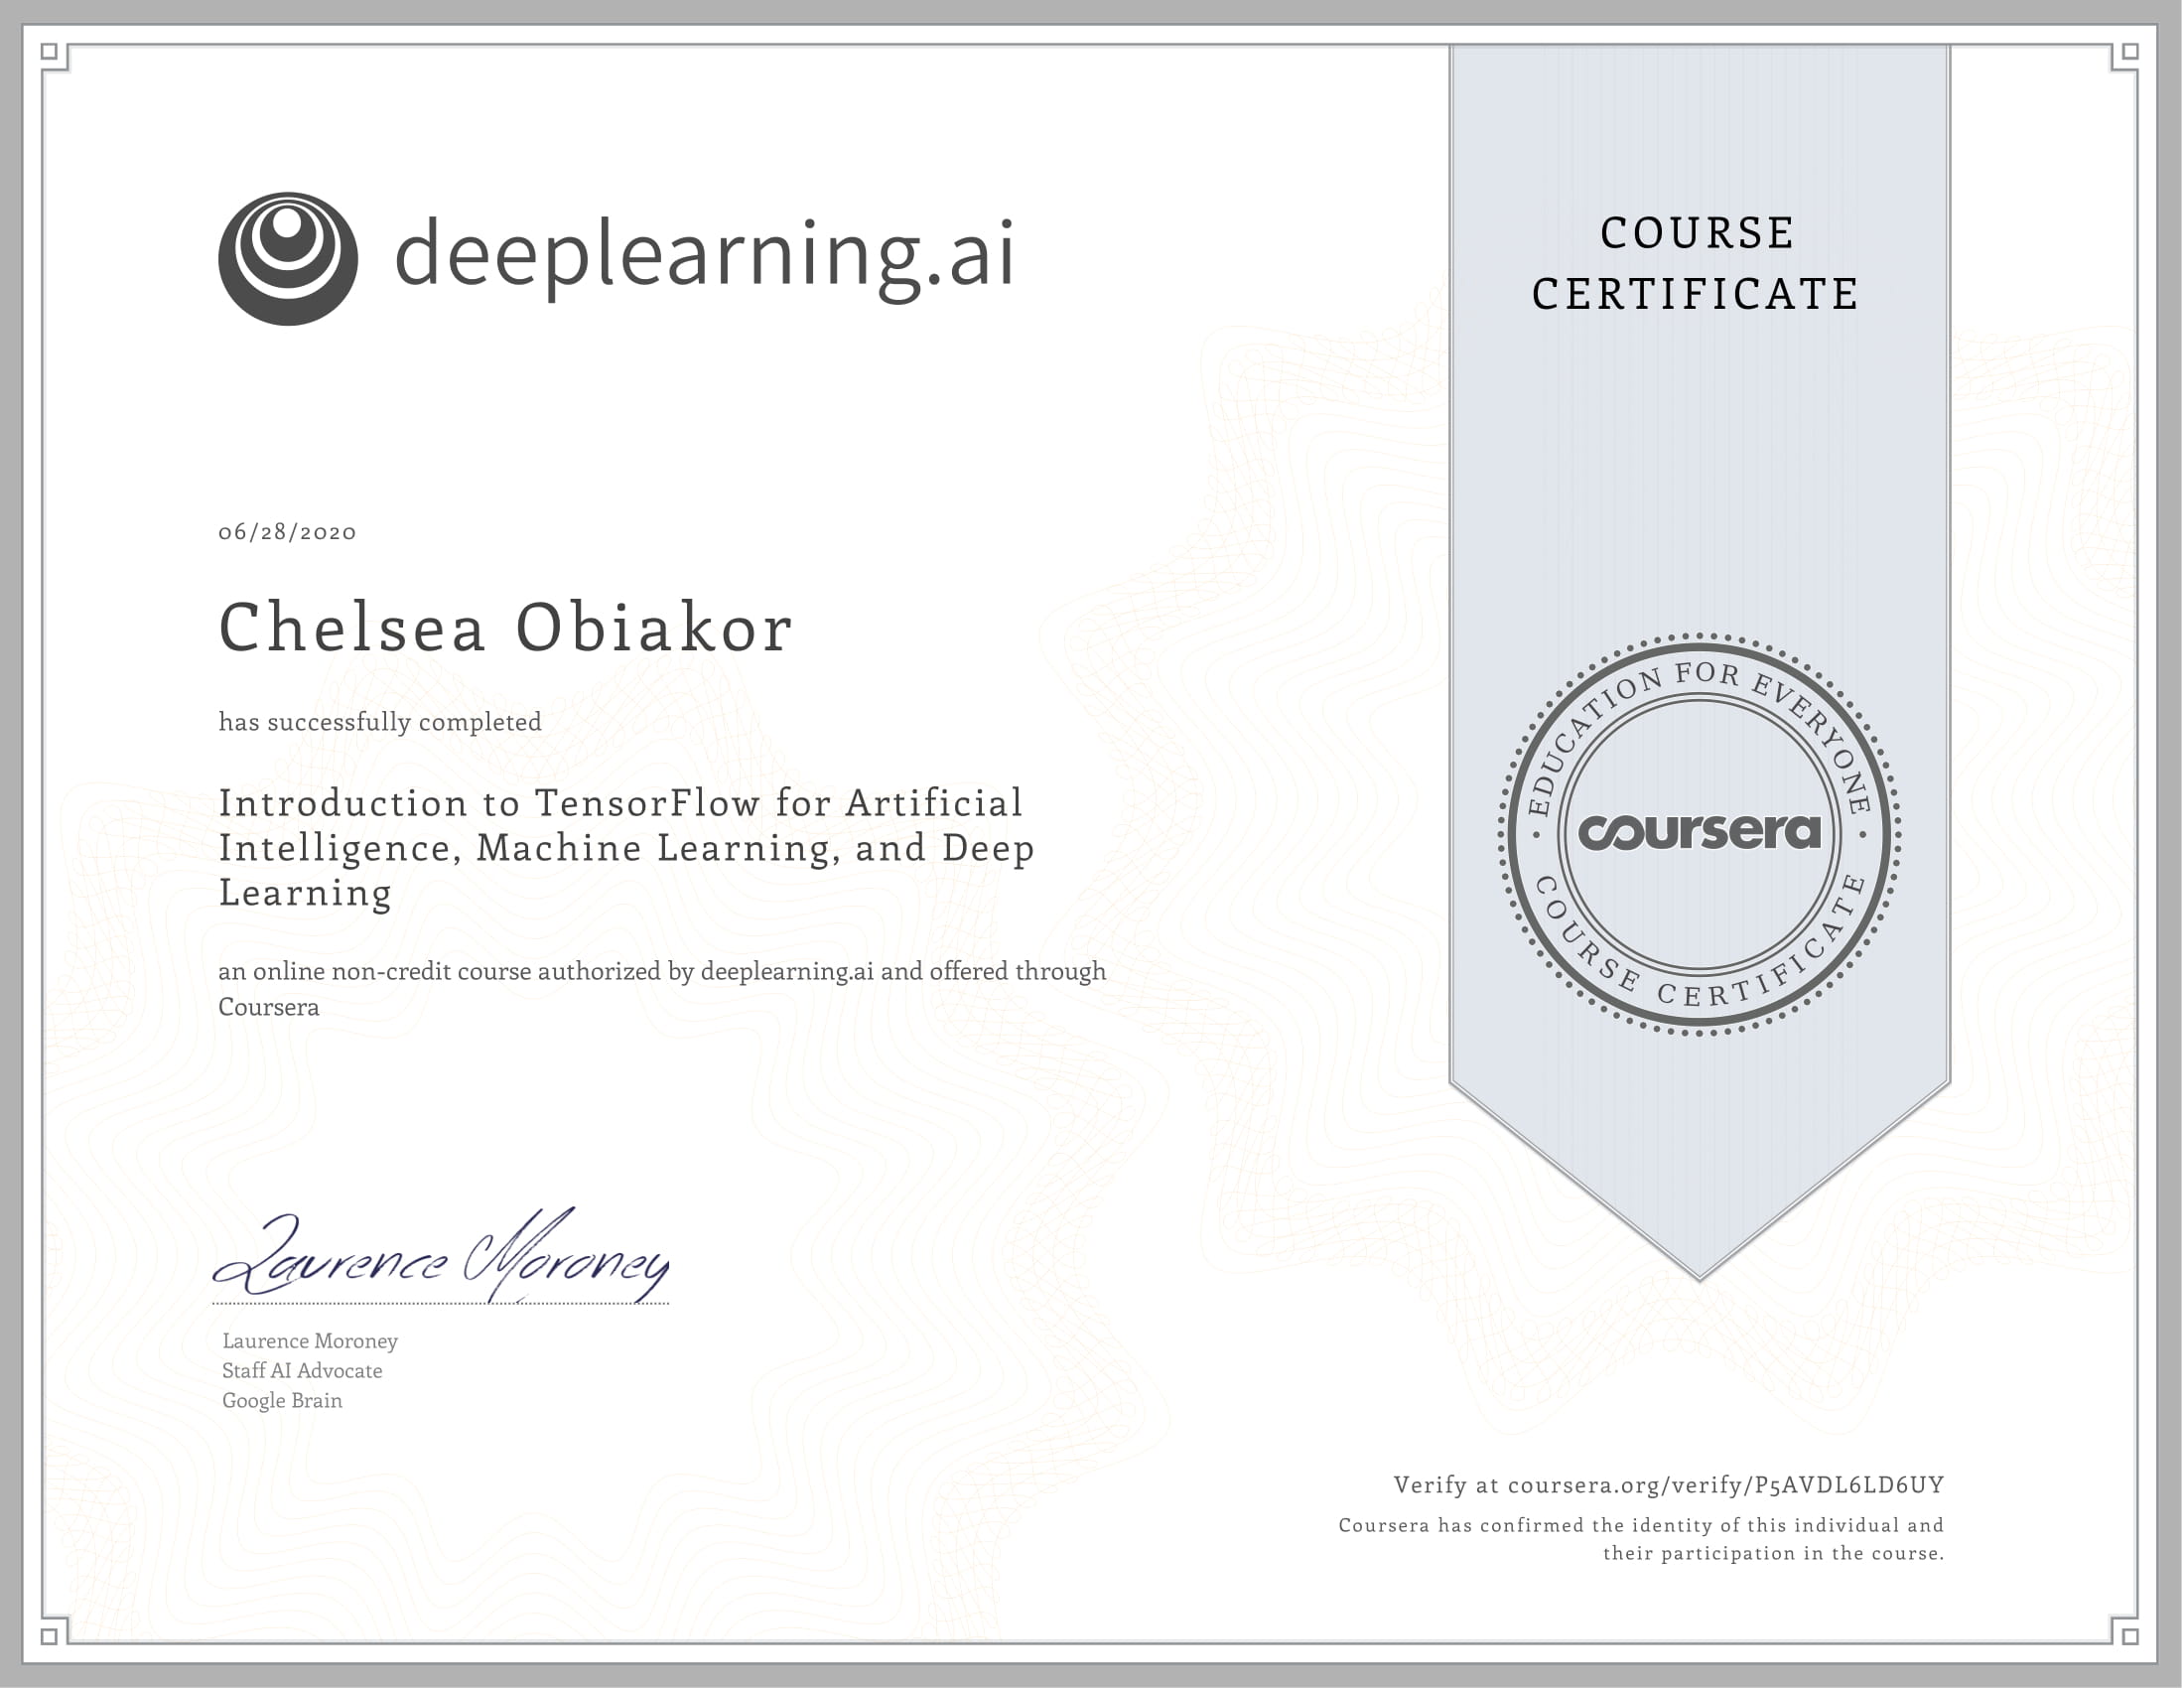 deeplearning.ai
COURSE
CERTIFICATE
06/28/2020
Chelsea Obiakor
has successfully completed
Introduction to TensorFlow for Artificial
Intelligence, Machine Learning, and Deep
Learning
an online non-credit course authorized by deeplearning.ai and offered through
Coursera
EDUCATION FOR EVERYONE
coursera
COURSE CERTIFICATE
Laurence Moroney
Laurence Moroney
Staff AI Advocate
Google Brain
Verify at coursera.org/verify/P5AVDL6LD6UY
Coursera has confirmed the identity of this individual and
their participation in the course.